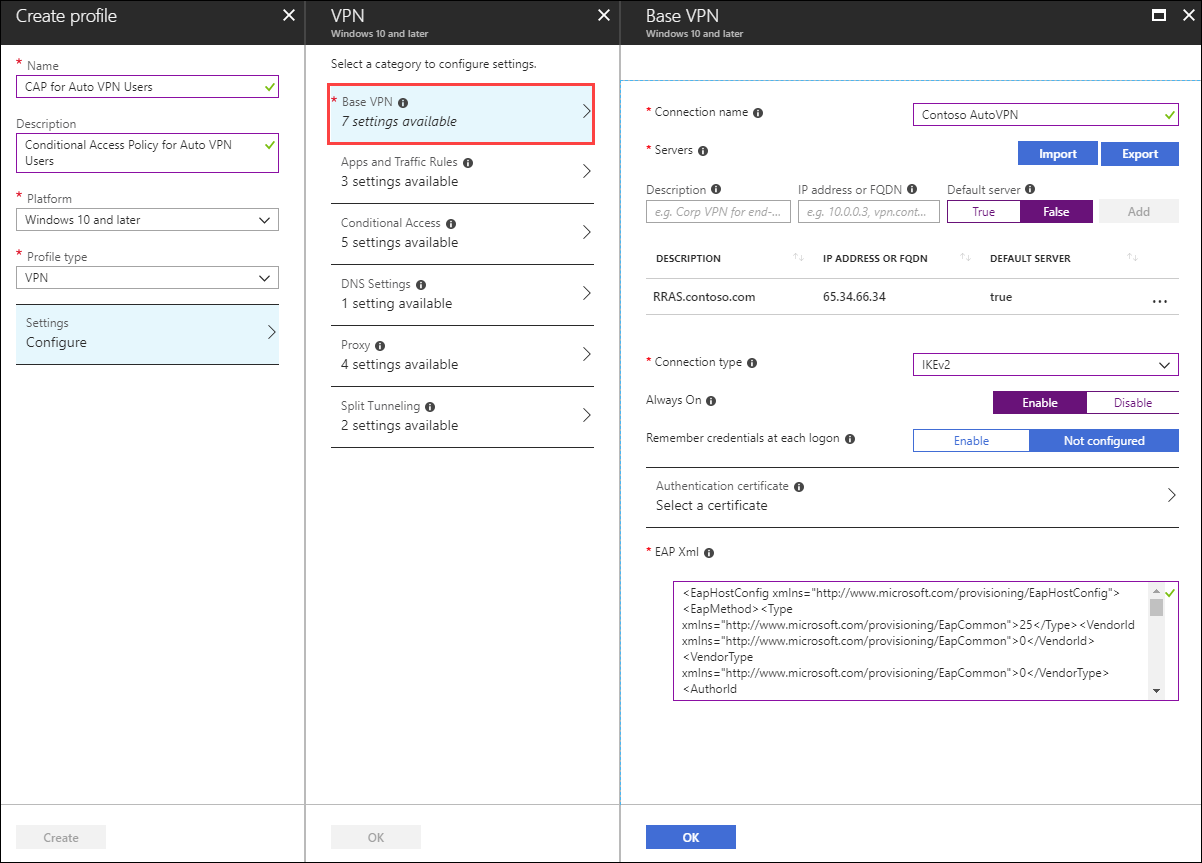 Create profile
* Name
CAP for Auto VPN Users
Description
Conditional Access Policy for Auto VPN
Users
* Platform
Windows 10 and later
* Profile type
VPN
Settings
Configure
Create
VPN
Windows 10 and later
Select a category to configure settings.
* Base VPN
7 settings available
Apps and Traffic Rules
3 settings available
Conditional Access
5 settings available
DNS Settings
1 setting available
Proxy
4 settings available
Split Tunneling
2 settings available
OK
Base VPN
Windows 10 and later
* Connection name Contoso AutoVPN
* Servers Import Export
Description IP address or FQDN Default server
e.g. Corp VPN for end-... e.g. 10.0.0.3, vpn.cont... True False Add
DESCRIPTION IP ADDRESS OR FQDN DEFAULT SERVER
RRAS.contoso.com 65.34.66.34 true ...
* Connection type IKEv2
Always On Enable Disable
Remember credentials at each logon Enable Not configured
Authentication certificate
Select a certificate
* EAP Xml
<EapHostConfig xmlns="http://www.microsoft.com/provisioning/EapHostConfig">
<EapMethod><Type
xmlns="http://www.microsoft.com/provisioning/EapCommon">25</Type><VendorId
xmlns="http://www.microsoft.com/provisioning/EapCommon">0</VendorId>
<VendorType
xmlns="http://www.microsoft.com/provisioning/EapCommon">0</VendorType>
<AuthorId
OK